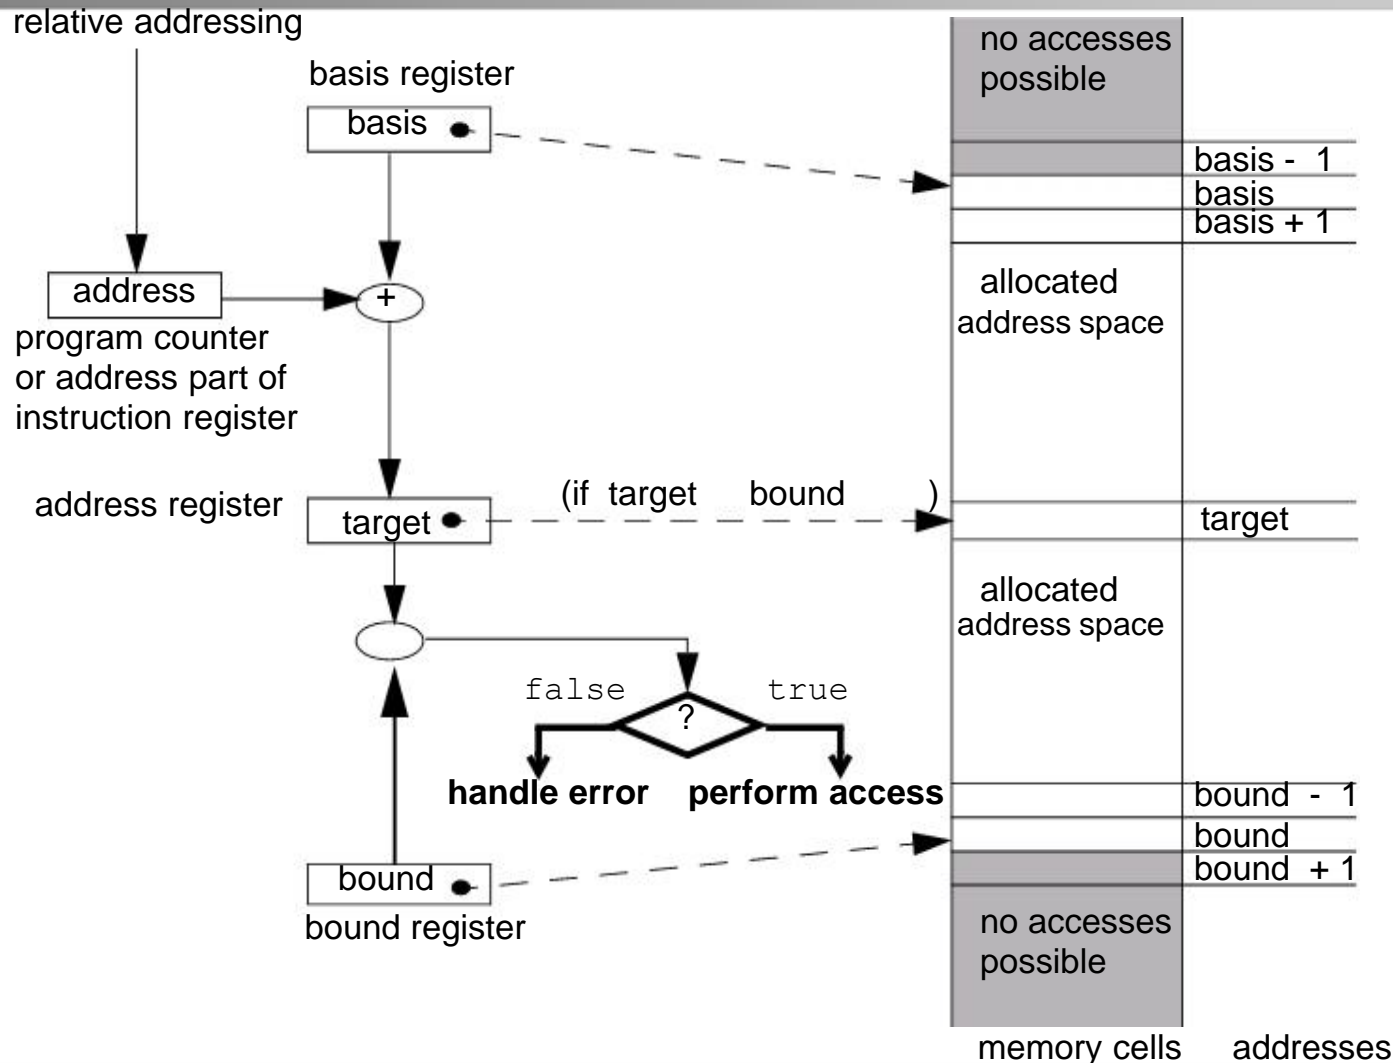 relative addressing
basis register
basis
address
+
program counter
or address part of
instruction register
address register
target
(if target bound )
?
false
true
handle error
perform access
bound
bound register
no accesses
possible
basis - 1
basis
basis + 1
allocated
address space
target
allocated
address space
bound - 1
bound
bound + 1
no accesses
possible
memory cells
addresses